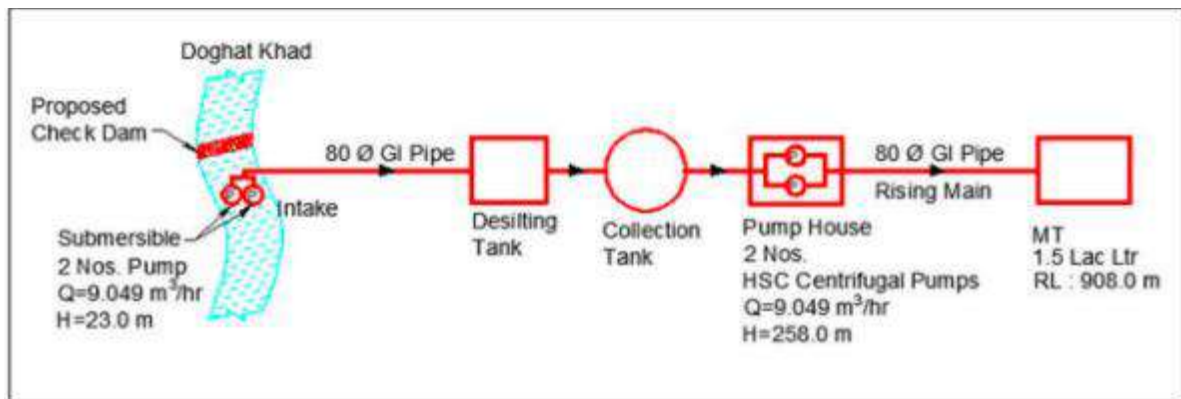 Doghat Khad
Proposed
Check Dam
80 Ø GI Pipe
80 Ø GI Pipe
Rising Main
Intake
Submersible
2 Nos. Pump
Q=9.049 m³/hr
H=23.0 m
Desilting
Tank
Collection
Tank
Pump House
2 Nos.
HSC Centrifugal Pumps
Q=9.049 m³/hr
H=258.0 m
MT
1.5 Lac Ltr
RL : 908.0 m